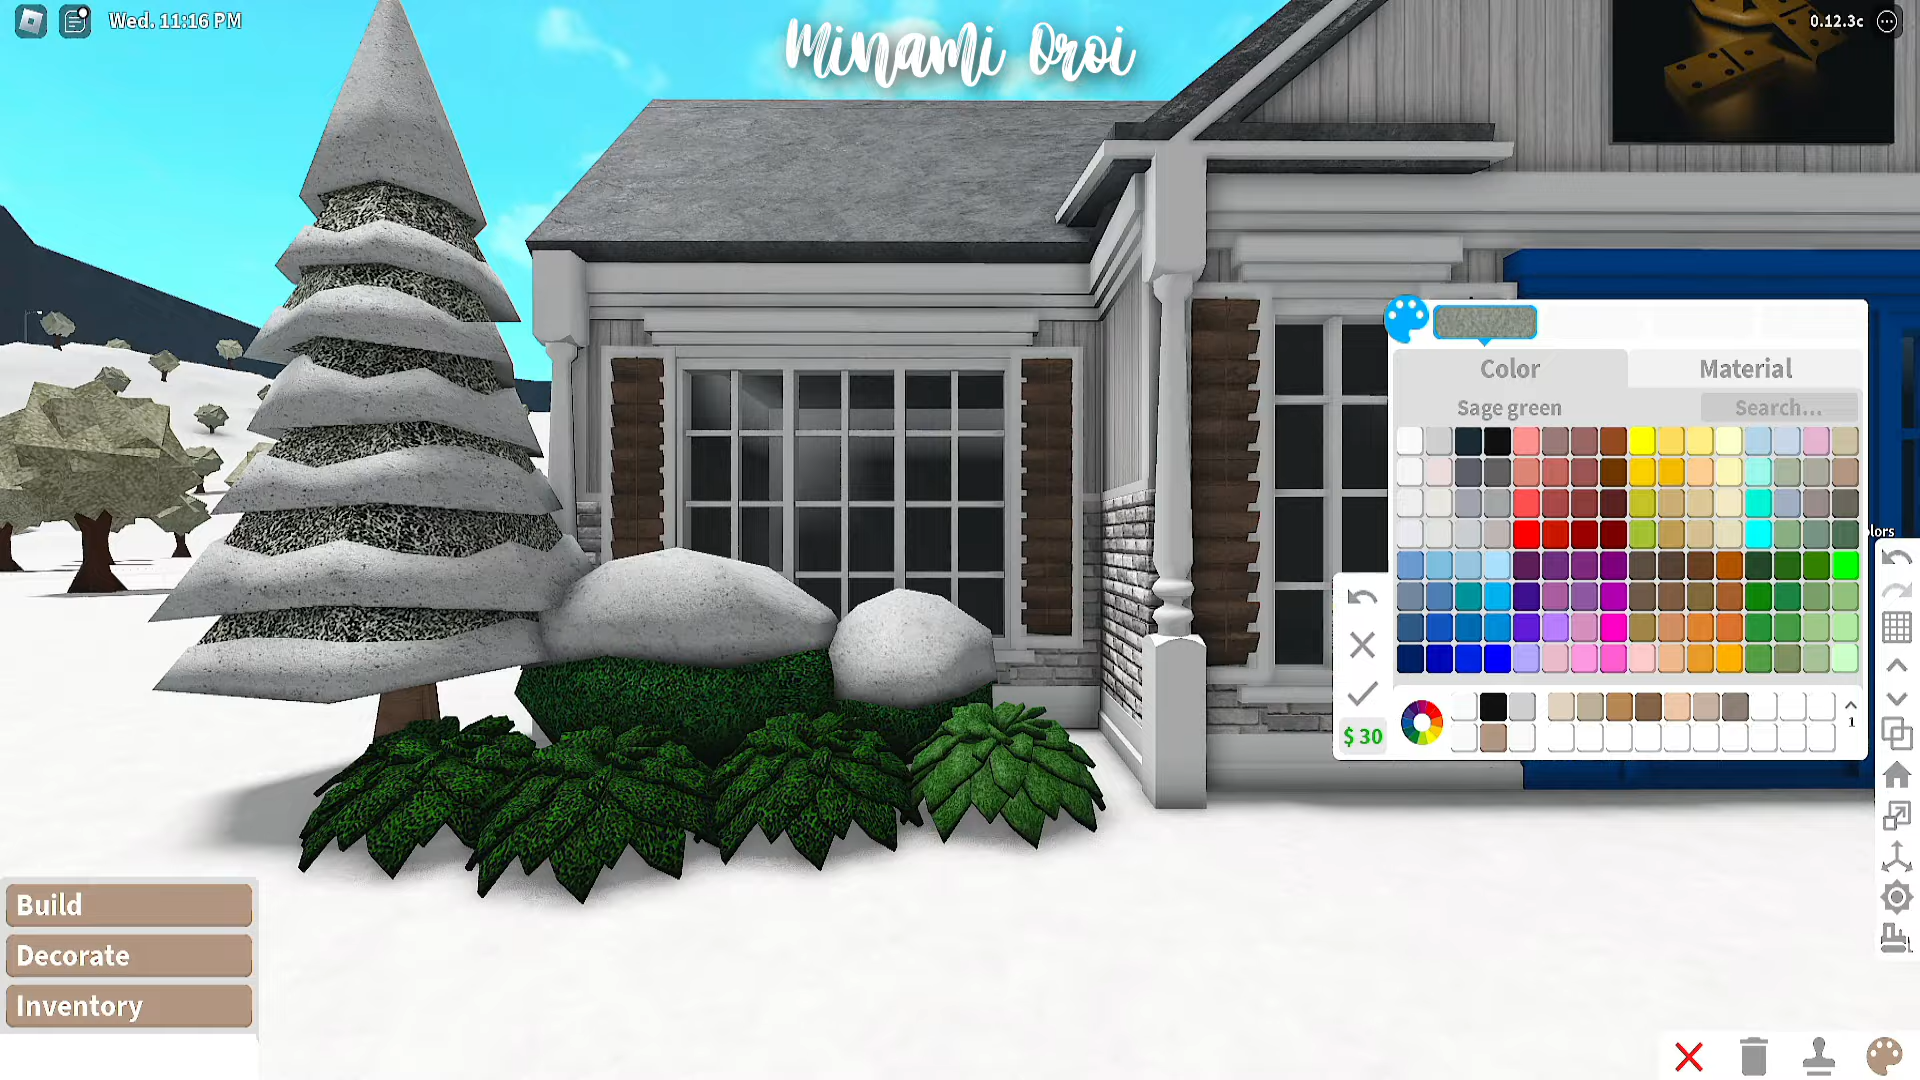 Wed. 11:16 PM
Minami Oroi
0.12.3c
Color
Material
Sage green
Search...
lors
$ 30
1
Build
Decorate
Inventory